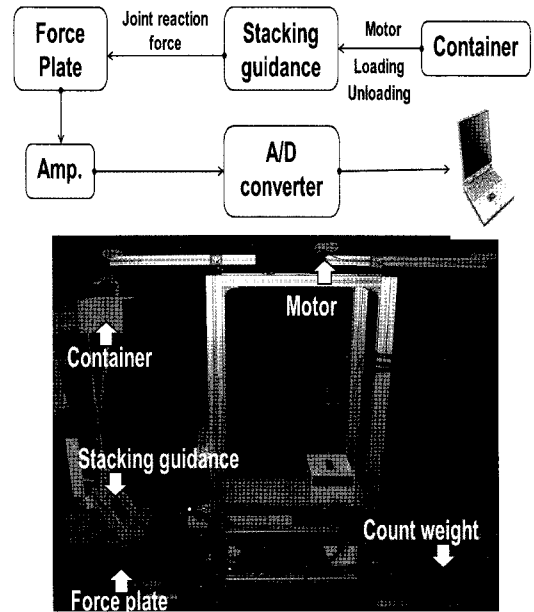 Force
Plate
Joint reaction
force
Stacking
guidance
Motor
Loading
Unloading
Container
Amp.
A/D
converter
Motor
Container
Stacking guidance
Count weight
Force plate